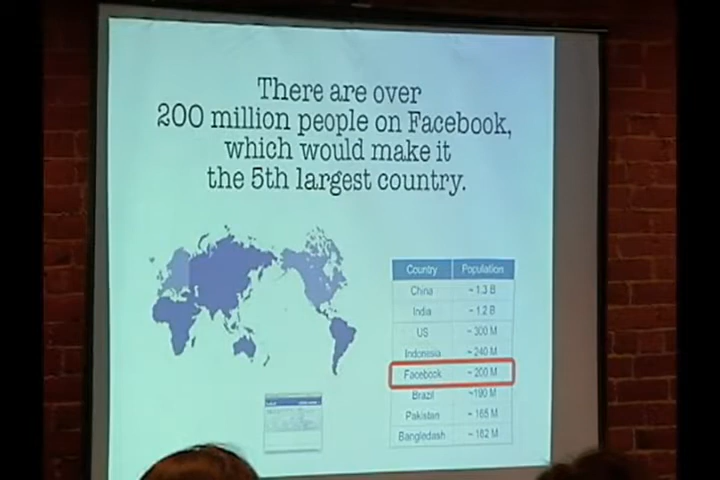 There are over
200 million people on Facebook,
which would make it
the 5th largest country.
Country Population
China ~ 1.3 B
India ~ 1.2 B
US ~ 300 M
Indonesia ~ 240 M
Facebook ~ 200 M
Brazil ~190 M
Pakistan ~ 165 M
Bangledash ~ 162 M